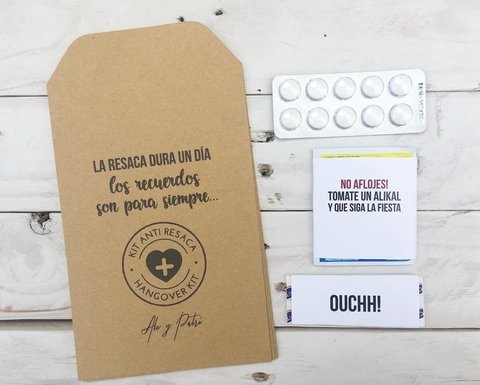 LA RESACA DURA UN DÍA
los recuerdos
son para siempre...
KIT ANTI RESACA
HANGOVER KIT
Ale y Patri
NO AFLOJES!
TOMATE UN ALIKAL
Y QUE SIGA LA FIESTA
OUCHH!